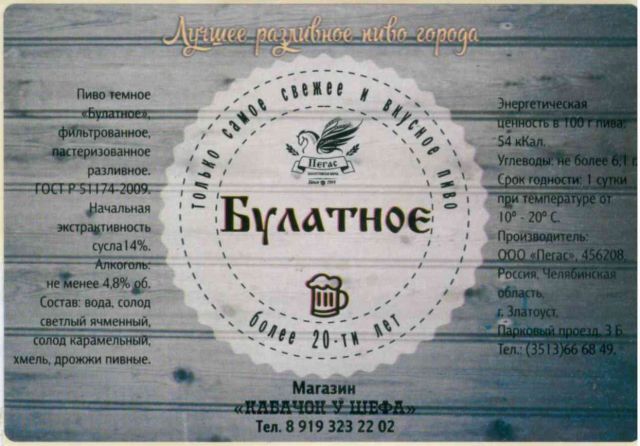 Лучшее разливное пиво города
Пиво темное
«Булатное»,
фильтрованное,
пастеризованное
разливное.
ГОСТ Р 51174-2009.
Начальная
экстрактивность
сусла14%.
Алкоголь:
не менее 4,8% об.
Состав: вода, солод
светлый ячменный,
солод карамельный,
хмель, дрожжи пивные.
только самое свежее и вкусное пиво
Пегас
Булатное
более 20-ти лет
Магазин
«КАБАЧОК У ШЕФА»
Тел. 8 919 323 22 02
Энергетическая
ценность в 100 г пива:
54 кКал.
Углеводы: не более 6,1 г.
Срок годности: 1 сутки
при температуре от
10° - 20° С.
Производитель:
ООО «Пегас», 456208,
Россия, Челябинская
область,
г. Златоуст,
Парковый проезд, 3 Б.
Тел.: (3513)66 68 49.